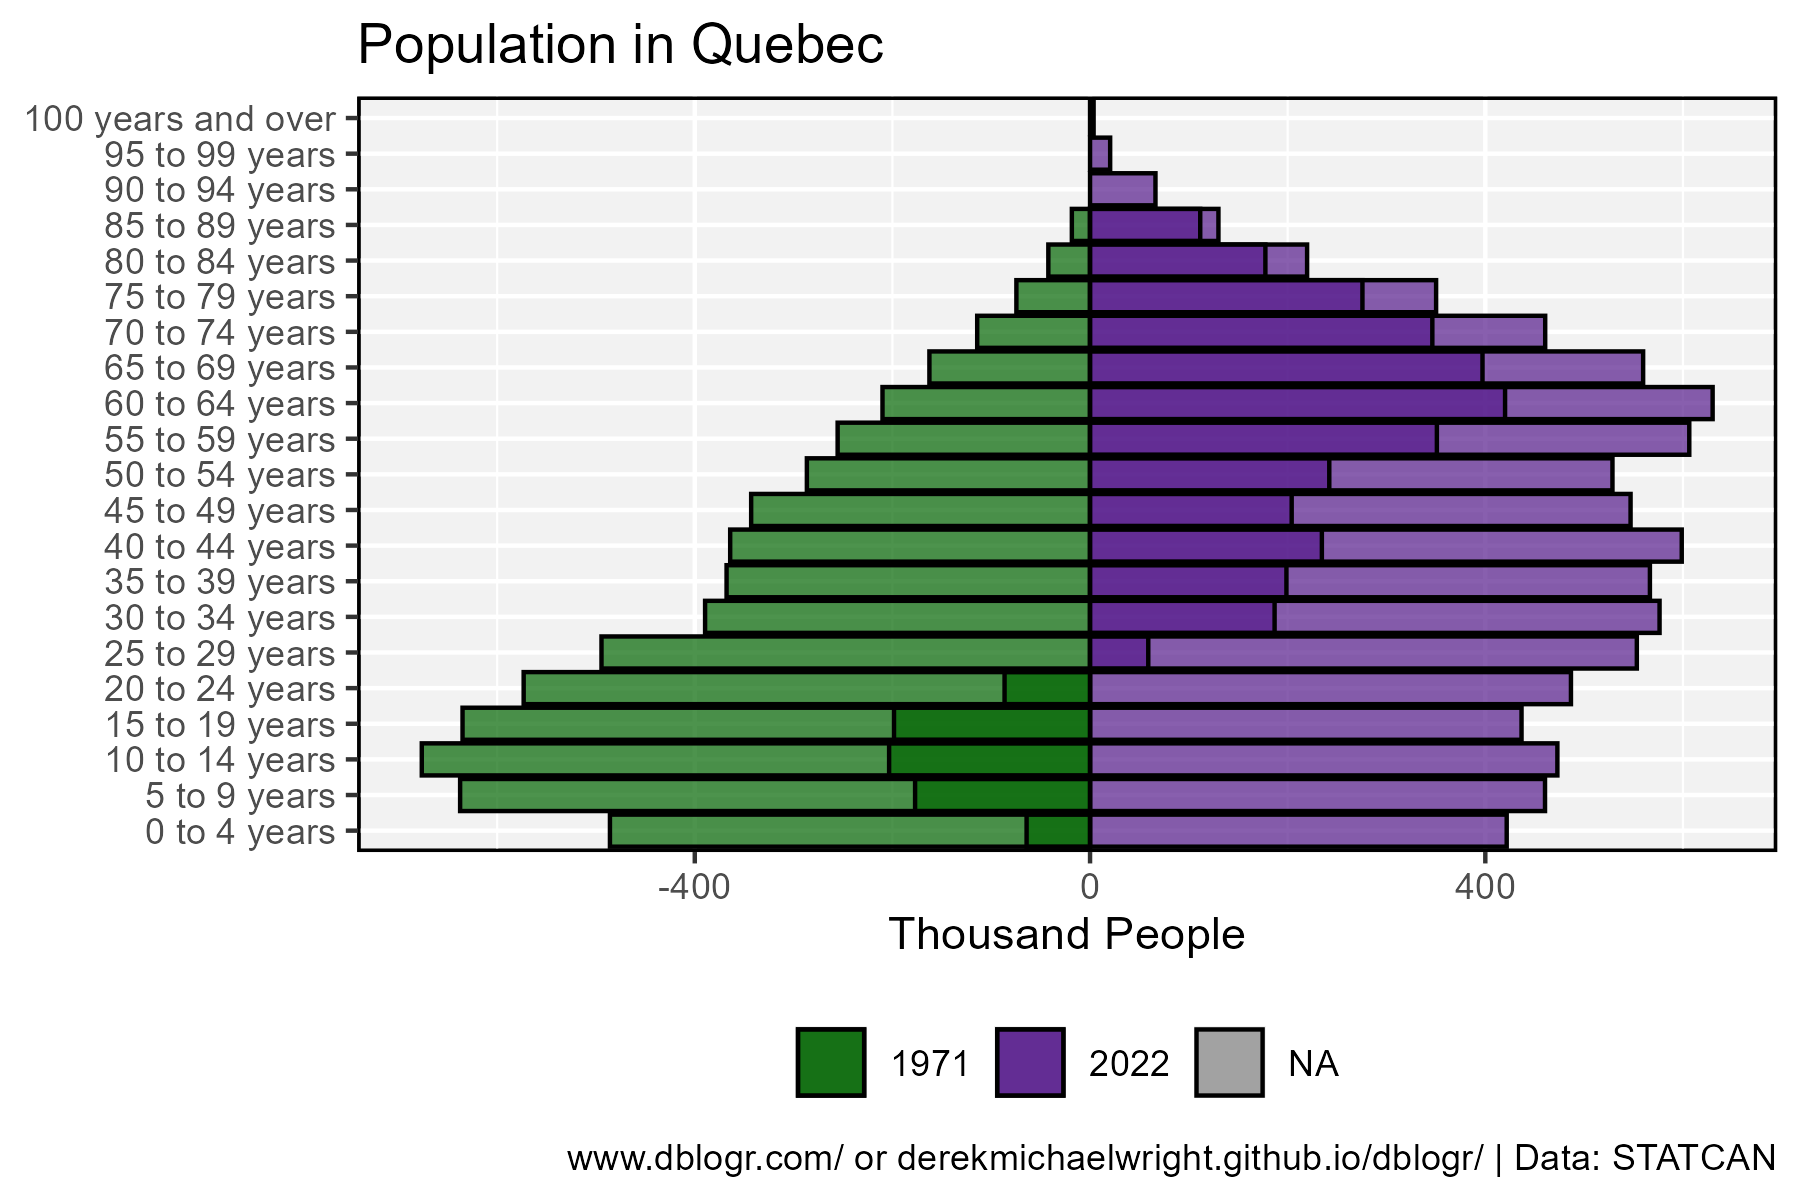 Population in Quebec
100 years and over
95 to 99 years
90 to 94 years
85 to 89 years
80 to 84 years
75 to 79 years
70 to 74 years
65 to 69 years
60 to 64 years
55 to 59 years
50 to 54 years
45 to 49 years
40 to 44 years
35 to 39 years
30 to 34 years
25 to 29 years
20 to 24 years
15 to 19 years
10 to 14 years
5 to 9 years
0 to 4 years
-400 0 400
Thousand People
1971 2022 NA
www.dblogr.com/ or derekmichaelwright.github.io/dblogr/ | Data: STATCAN